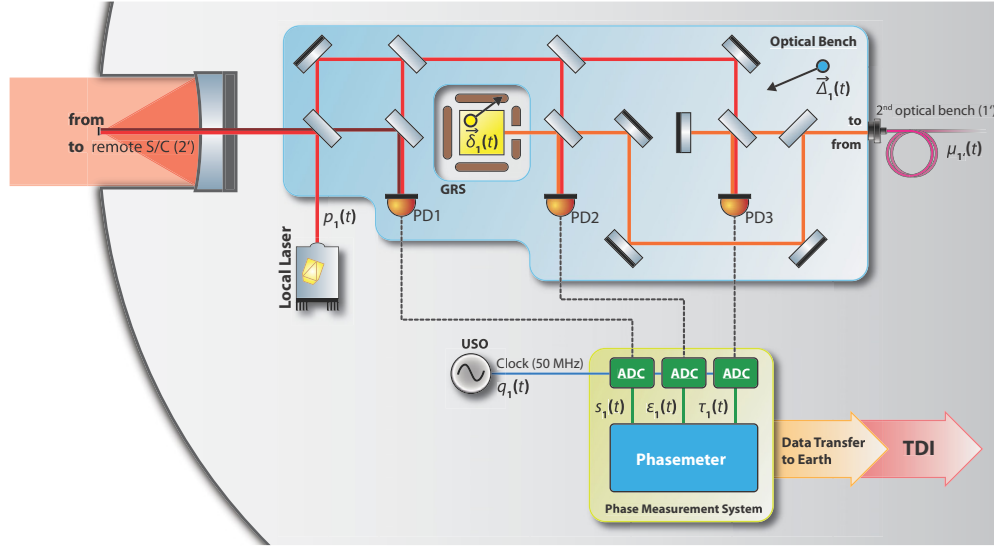 Optical Bench
Δ₁(t)
2nd optical bench (1')
μ₁'(t)
to
from
from
to remote S/C (2')
δ₁(t)
GRS
PD1
PD2
PD3
p₁(t)
Local Laser
USO
Clock (50 MHz)
q₁(t)
ADC ADC ADC
s₁(t) ε₁(t) τ₁(t)
Phasemeter
Phase Measurement System
Data Transfer
to Earth
TDI